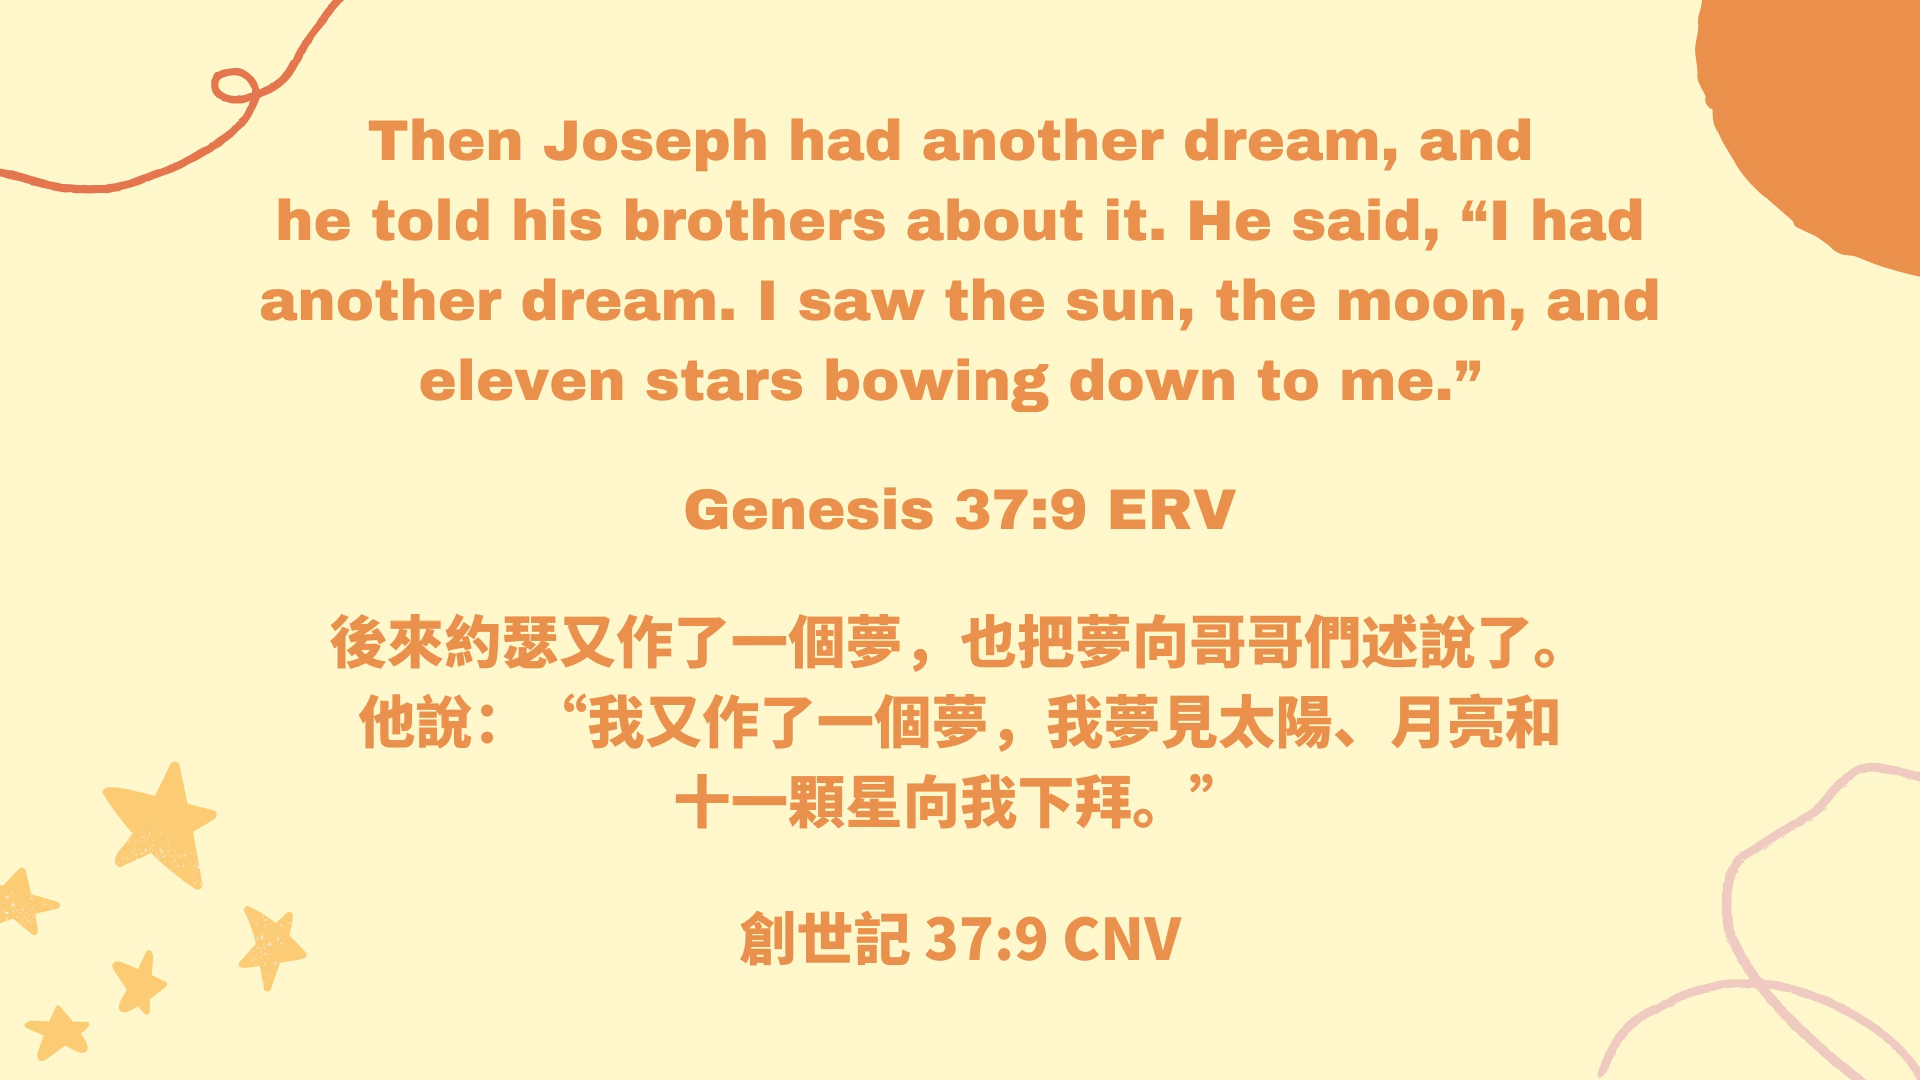 Then Joseph had another dream, and
he told his brothers about it. He said, “I had
another dream. I saw the sun, the moon, and
eleven stars bowing down to me.”
Genesis 37:9 ERV
後來約瑟又作了一個夢，也把夢向哥哥們述說了。
他說：“我又作了一個夢，我夢見太陽、月亮和
十一顆星向我下拜。”
創世記 37:9 CNV